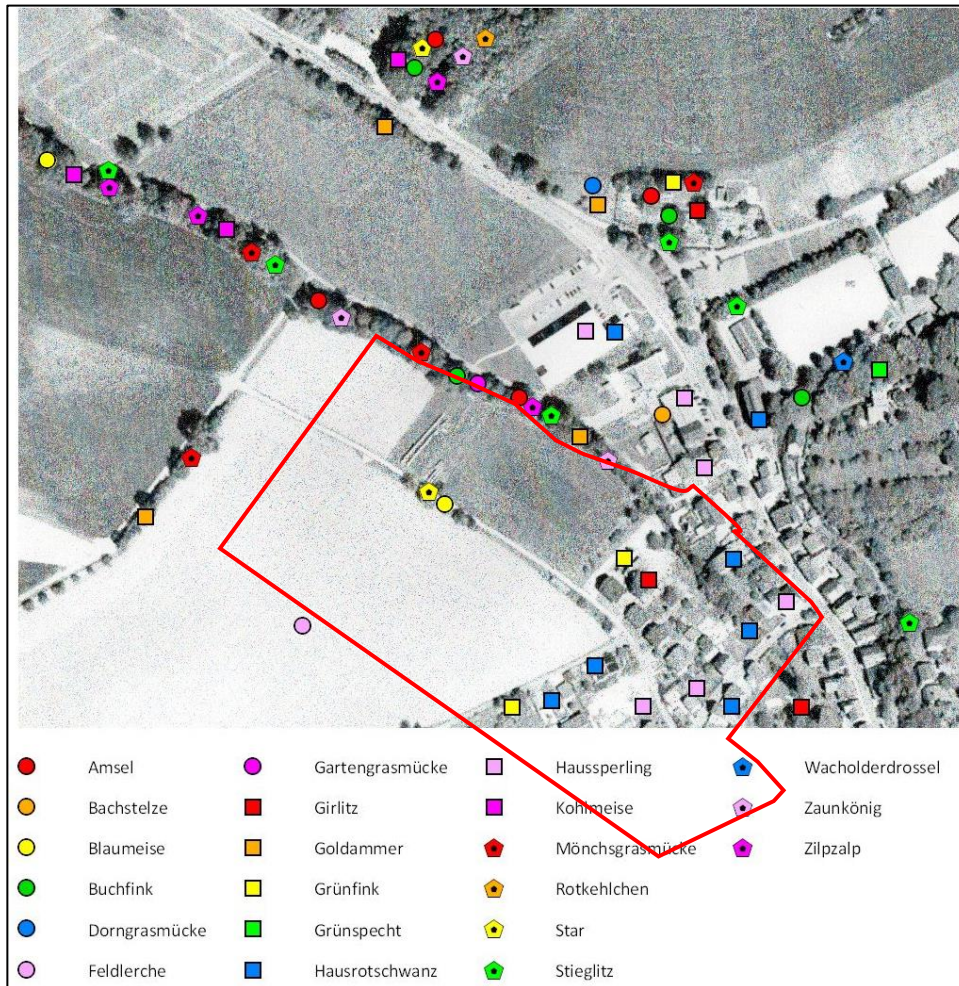 Amsel Gartengrasmücke Haussperling Wacholderdrossel
Bachstelze Girlitz Kohlmeise Zaunkönig
Blaumeise Goldammer Mönchsgrasmücke Zilpzalp
Buchfink Grünfink Rotkehlchen
Dorngrasmücke Grünspecht Star
Feldlerche Hausrotschwanz Stieglitz